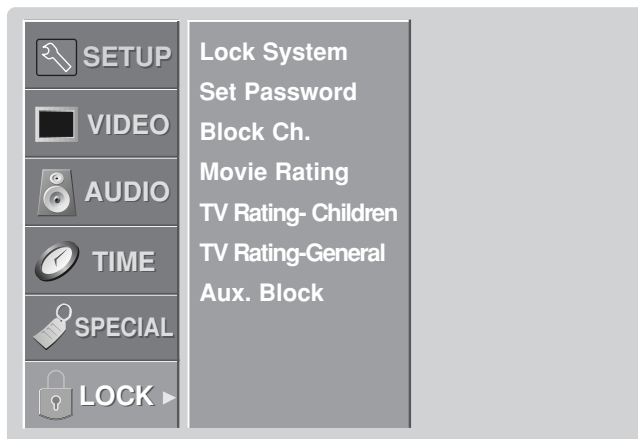 SETUP
VIDEO
AUDIO
TIME
SPECIAL
LOCK
Lock System
Set Password
Block Ch.
Movie Rating
TV Rating- Children
TV Rating-General
Aux. Block